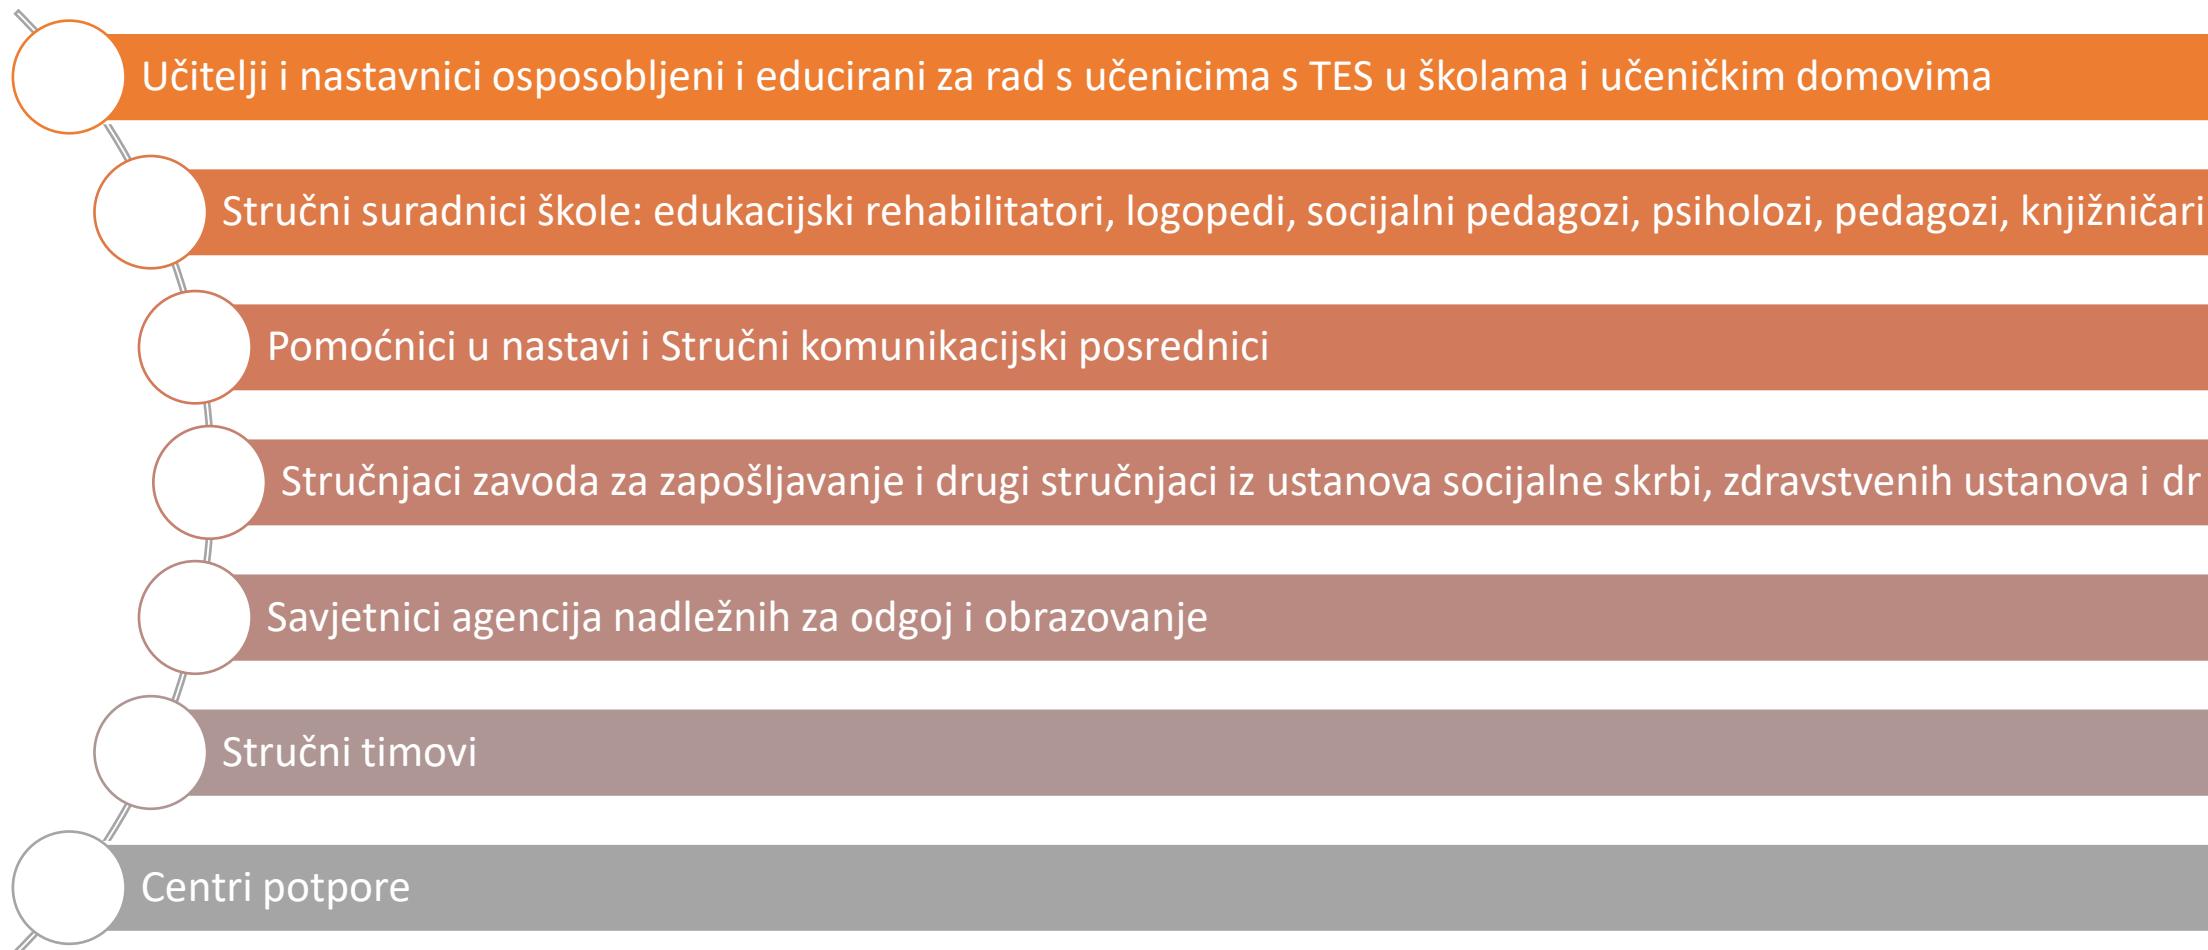 Učitelji i nastavnici osposobljeni i educirani za rad s učenicima s TES u školama i učeničkim domovima
Stručni suradnici škole: edukacijski rehabilitatori, logopedi, socijalni pedagozi, psiholozi, pedagozi, knjižničari
Pomoćnici u nastavi i Stručni komunikacijski posrednici
Stručnjaci zavoda za zapošljavanje i drugi stručnjaci iz ustanova socijalne skrbi, zdravstvenih ustanova i dr
Savjetnici agencija nadležnih za odgoj i obrazovanje
Stručni timovi
Centri potpore